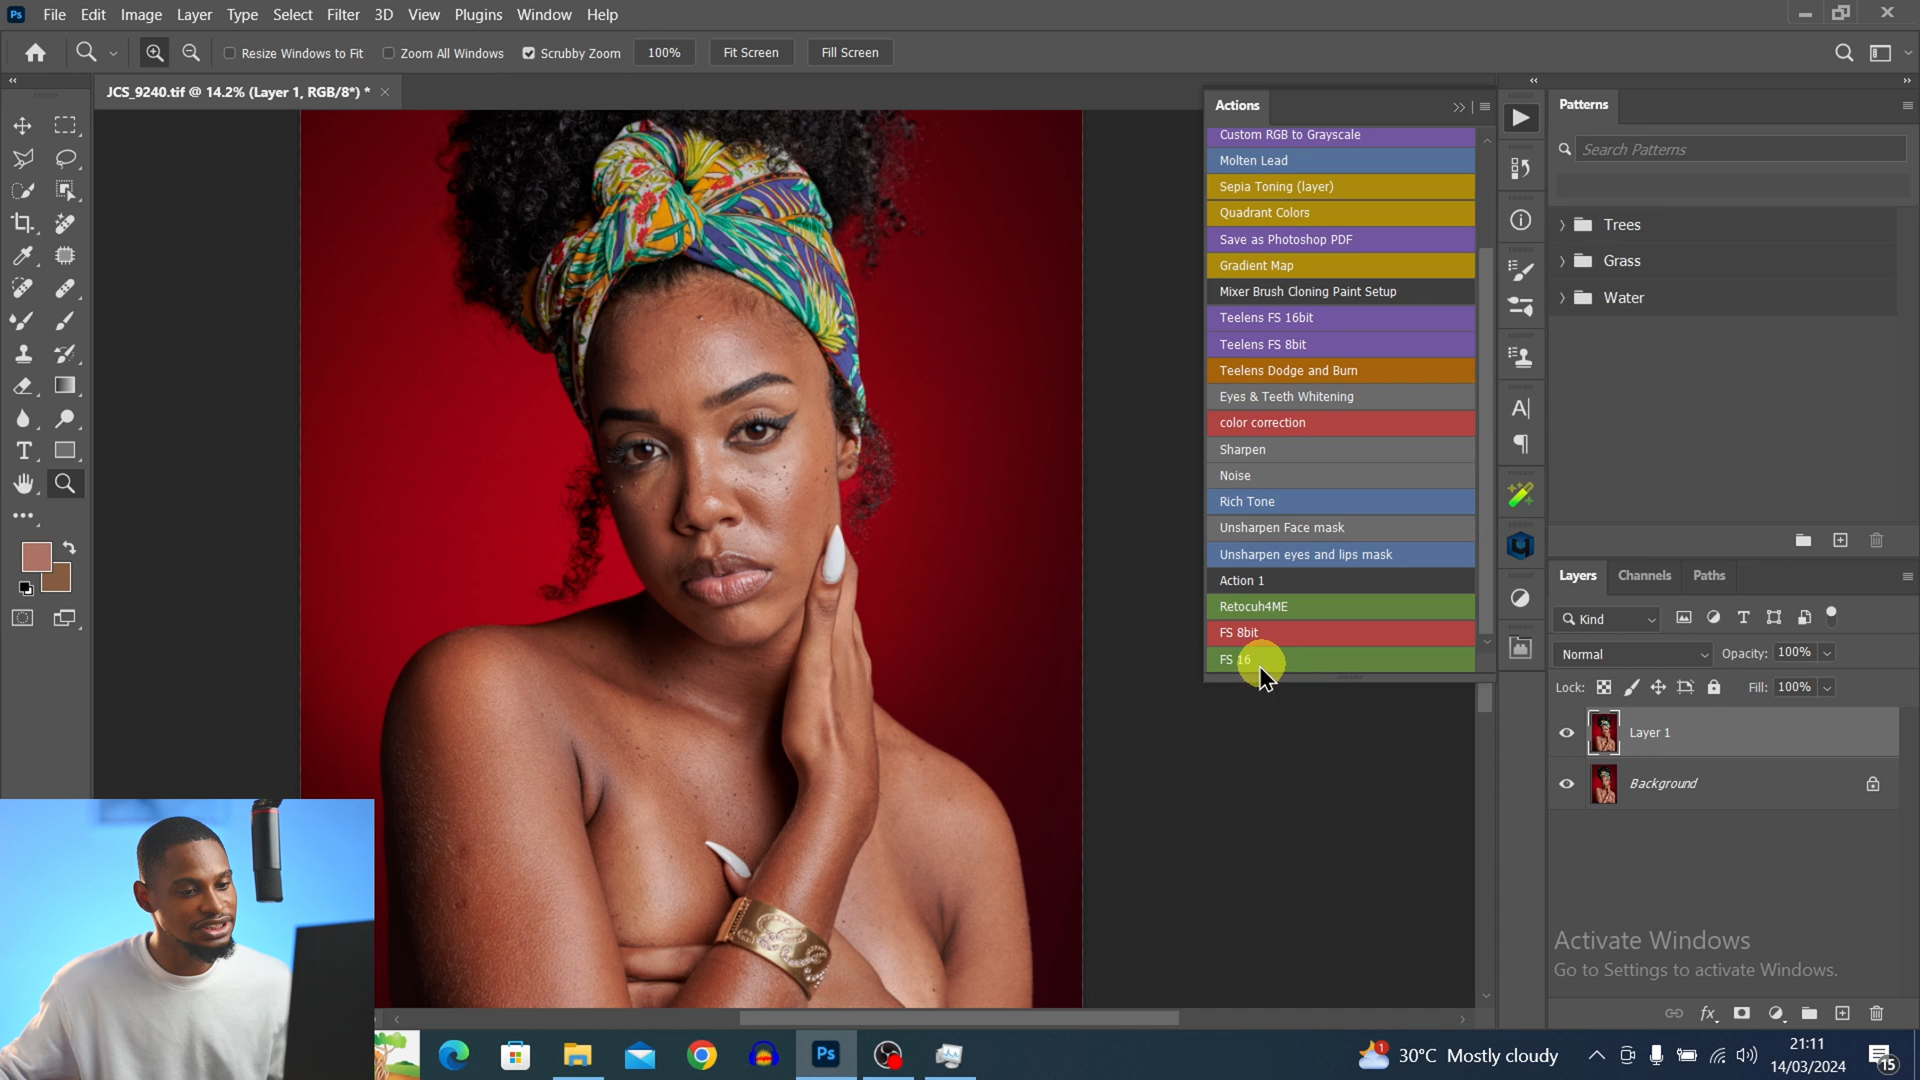 Ps File Edit Image Layer Type Select Filter 3D View Plugins Window Help
Resize Windows to Fit Zoom All Windows Scrubby Zoom 100% Fit Screen Fill Screen
JCS_9240.tif @ 14.2% (Layer 1, RGB/8*) *
Actions
Custom RGB to Grayscale
Molten Lead
Sepia Toning (layer)
Quadrant Colors
Save as Photoshop PDF
Gradient Map
Mixer Brush Cloning Paint Setup
Teelens FS 16bit
Teelens FS 8bit
Teelens Dodge and Burn
Eyes & Teeth Whitening
color correction
Sharpen
Noise
Rich Tone
Unsharpen Face mask
Unsharpen eyes and lips mask
Action 1
Retocuh4ME
FS 8bit
FS 16
Patterns
Search Patterns
Trees
Grass
Water
Layers Channels Paths
Kind
Normal Opacity: 100%
Lock: Fill: 100%
Layer 1
Background
Activate Windows
Go to Settings to activate Windows.
fx
Ps
1
30°C Mostly cloudy
21:11
14/03/2024
15